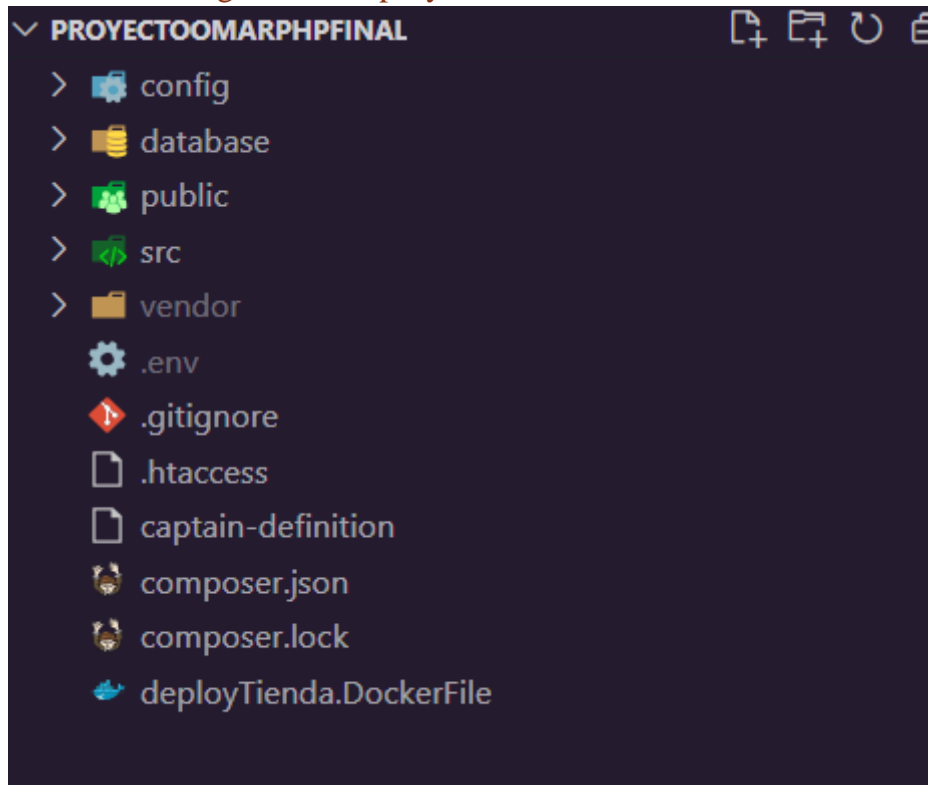 PROYECTOOMARPHPFINAL
config
database
public
src
vendor
.env
.gitignore
.htaccess
captain-definition
composer.json
composer.lock
deployTienda.DockerFile